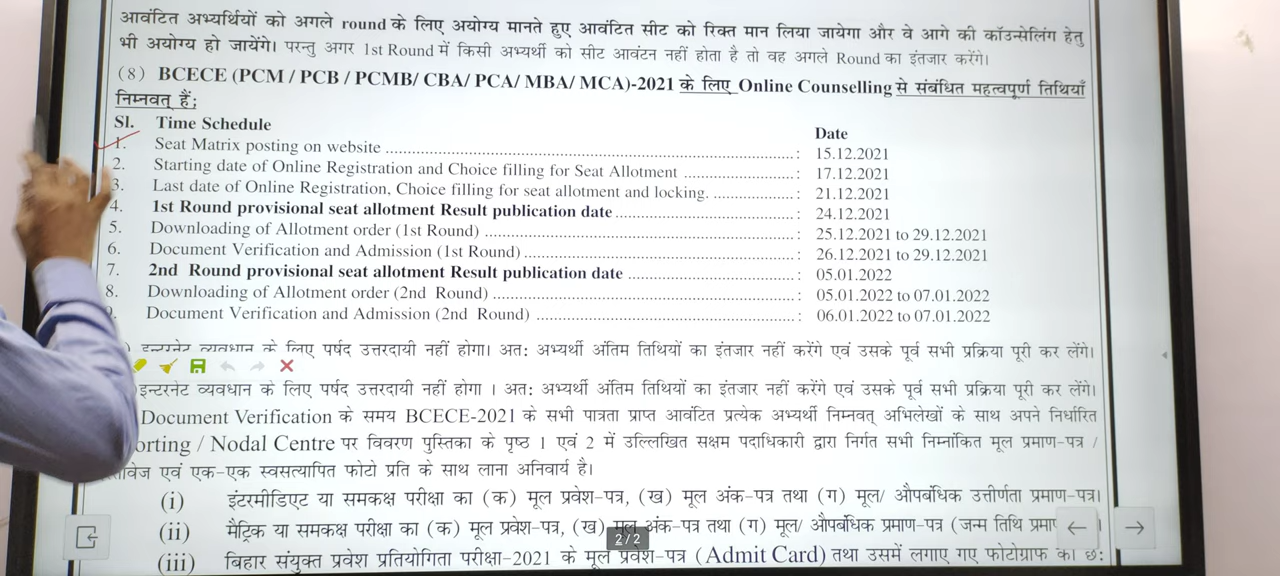 आवंटित अभ्यर्थियों को अगले round के लिए अयोग्य मानते हुए आवंटित सीट को रिक्त मान लिया जायेगा और वे आगे की काॅउन्सेलिंग हेतु
भी अयोग्य हो जायेंगे। परन्तु अगर 1st Round में किसी अभ्यर्थी को सीट आवंटन नहीं होता है तो वह अगले Round का इंतजार करेंगे।
(8) BCECE (PCM / PCB / PCMB/ CBA/ PCA/ MBA/ MCA)-2021 के लिए Online Counselling से संबंधित महत्वपूर्ण तिथियाँ
निम्नवत् हैं:
Sl. Time Schedule Date
1. Seat Matrix posting on website : 15.12.2021
2. Starting date of Online Registration and Choice filling for Seat Allotment : 17.12.2021
3. Last date of Online Registration, Choice filling for seat allotment and locking. : 21.12.2021
4. 1st Round provisional seat allotment Result publication date : 24.12.2021
5. Downloading of Allotment order (1st Round) : 25.12.2021 to 29.12.2021
6. Document Verification and Admission (1st Round) : 26.12.2021 to 29.12.2021
7. 2nd Round provisional seat allotment Result publication date : 05.01.2022
8. Downloading of Allotment order (2nd Round) : 05.01.2022 to 07.01.2022
Document Verification and Admission (2nd Round) : 06.01.2022 to 07.01.2022
) इन्टरनेट व्यवधान के लिए पर्षद उत्तरदायी नहीं होगा। अत: अभ्यर्थी अंतिम तिथियों का इंतजार नहीं करेंगे एवं उसके पूर्व सभी प्रक्रिया पूरी कर लेंगे।
इन्टरनेट व्यवधान के लिए पर्षद उत्तरदायी नहीं होगा । अत: अभ्यर्थी अंतिम तिथियों का इंतजार नहीं करेंगे एवं उसके पूर्व सभी प्रक्रिया पूरी कर लेंगे।
Document Verification के समय BCECE-2021 के सभी पात्रता प्राप्त आवंटित प्रत्येक अभ्यर्थी निम्नवत् अभिलेखों के साथ अपने निर्धारित
orting / Nodal Centre पर विवरण पुस्तिका के पृष्ठ 1 एवं 2 में उल्लिखित सक्षम पदाधिकारी द्वारा निर्गत सभी निम्नांकित मूल प्रमाण-पत्र /
एवं एक-एक स्वसत्यापित फोटो प्रति के साथ लाना अनिवार्य है।
(i) इंटरमीडिएट या समकक्ष परीक्षा का (क) मूल प्रवेश-पत्र, (ख) मूल अंक-पत्र तथा (ग) मूल/ औपबंधिक उत्तीर्णता प्रमाण-पत्र।
(ii) मैट्रिक या समकक्ष परीक्षा का (क) मूल प्रवेश-पत्र, (ख) मूल अंक-पत्र तथा (ग) मूल/ औपबंधिक प्रमाण-पत्र (जन्म तिथि
2/2
(iii) बिहार संयुक्त प्रवेश प्रतियोगिता परीक्षा-2021 के मूल प्रवेश-पत्र (Admit Card) तथा उसमें लगाए गए फोटोग्राफ का छ: